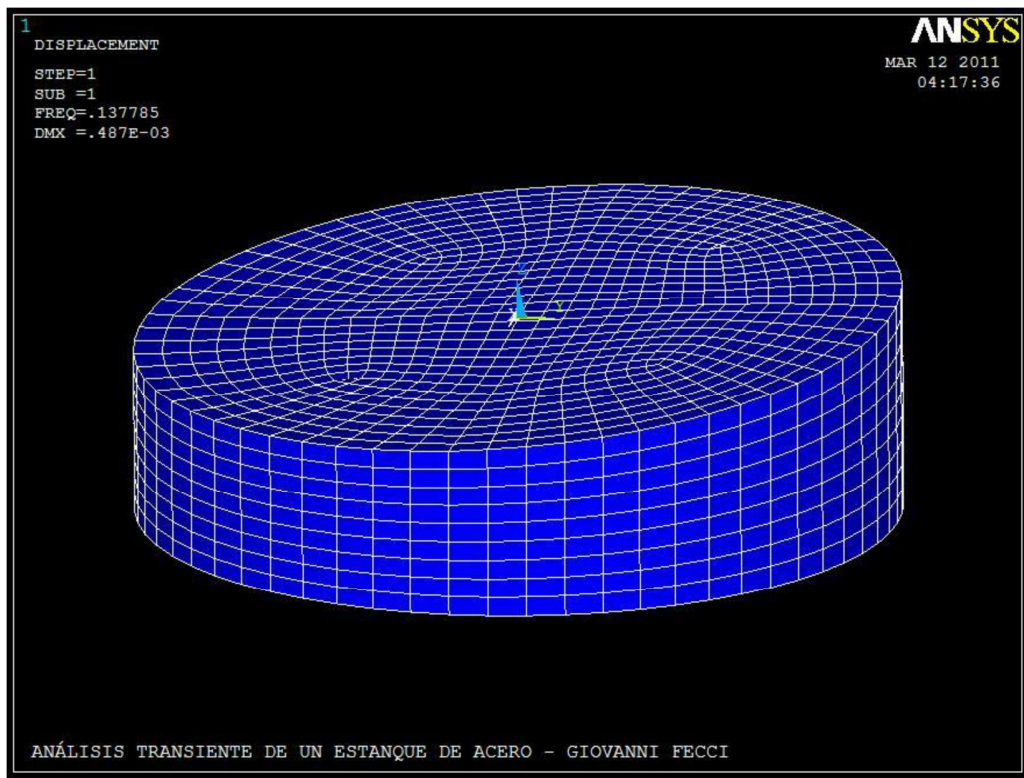 1
DISPLACEMENT
STEP=1
SUB =1
FREQ=.137785
DMX =.487E-03
ANSYS
MAR 12 2011
04:17:36
Z
Y
X
ANÁLISIS TRANSIENTE DE UN ESTANQUE DE ACERO - GIOVANNI FECCI